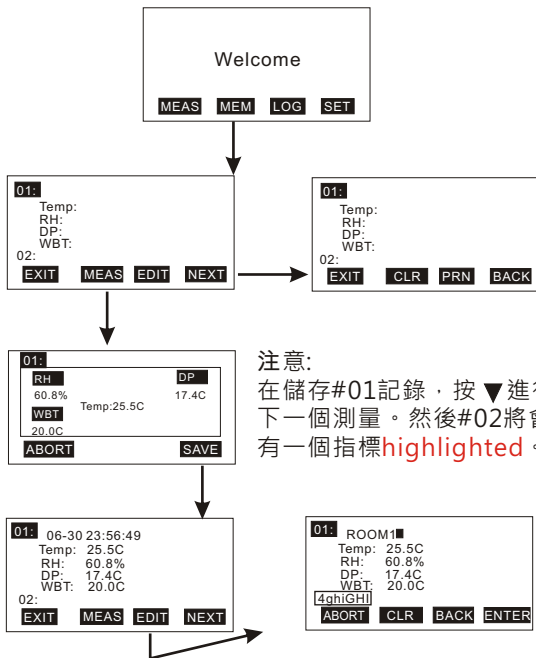 Welcome
MEAS MEM LOG SET
01:
Temp:
RH:
DP:
WBT:
02:
EXIT MEAS EDIT NEXT
01:
Temp:
RH:
DP:
WBT:
02:
EXIT CLR PRN BACK
01:
RH DP
60.8% 17.4C
Temp:25.5C
WBT
20.0C
ABORT SAVE
注意:
在儲存#01記錄，按 ▼進行
下一個測量。然後#02將會
有一個指標highlighted。
01: 06-30 23:56:49
Temp: 25.5C
RH: 60.8%
DP: 17.4C
WBT: 20.0C
02:
EXIT MEAS EDIT NEXT
01: ROOM1
Temp: 25.5C
RH: 60.8%
DP: 17.4C
WBT: 20.0C
4ghiGHI
ABORT CLR BACK ENTER